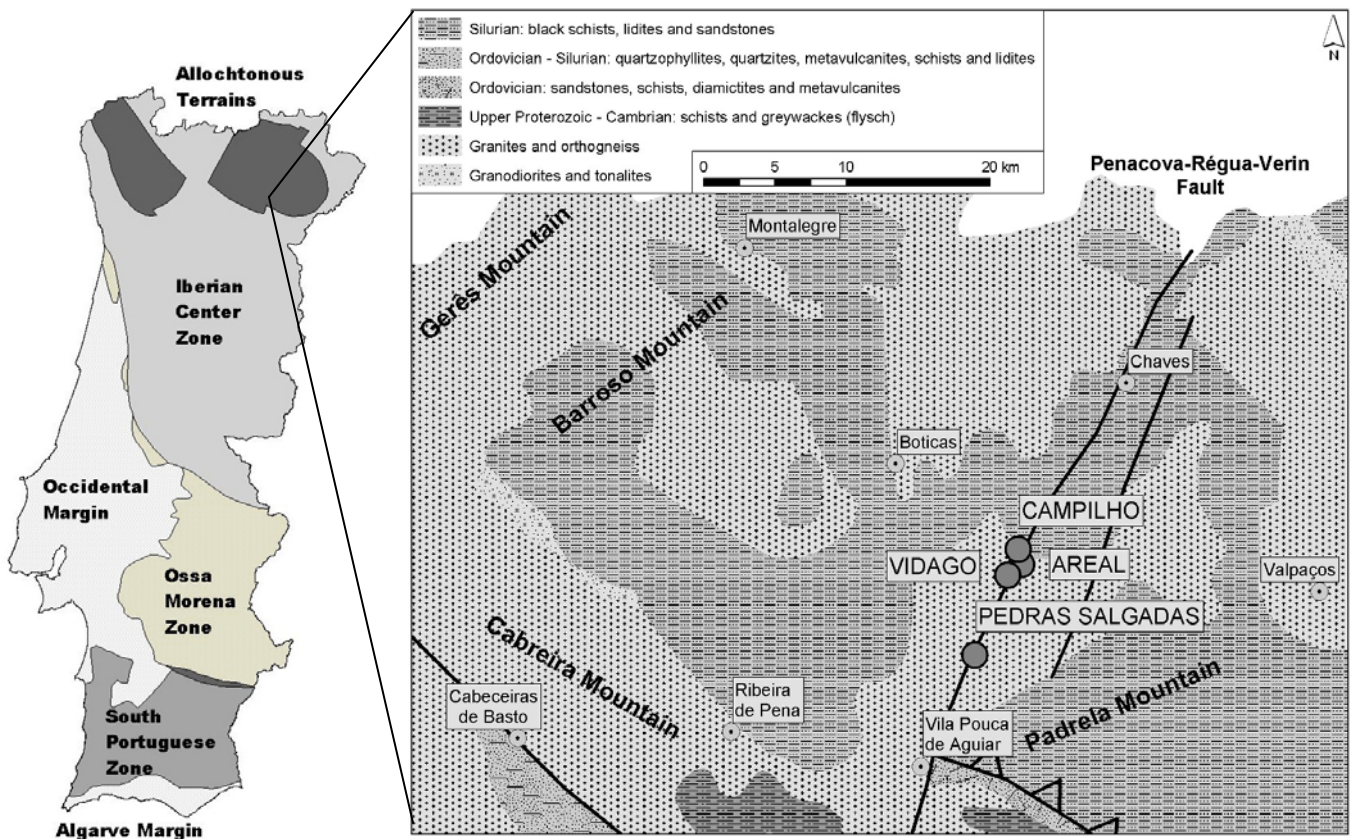 Allochtonous
Terrains
Iberian
Center
Zone
Occidental
Margin
Ossa
Morena
Zone
South
Portuguese
Zone
Algarve Margin
Silurian: black schists, lidites and sandstones
Ordovician - Silurian: quartzophyllites, quartzites, metavulcanites, schists and lidites
Ordovician: sandstones, schists, diamictites and metavulcanites
Upper Proterozoic - Cambrian: schists and greywackes (flysch)
Granites and orthogneiss
Granodiorites and tonalites
0 5 10 20 km
N
Penacova-Régua-Verin
Fault
Montalegre
Gerês Mountain
Barroso Mountain
Chaves
Boticas
CAMPILHO
VIDAGO
AREAL
Valpaços
PEDRAS SALGADAS
Cabreira Mountain
Cabeceiras
de Basto
Ribeira
de Pena
Vila Pouca
de Aguiar
Padrela Mountain